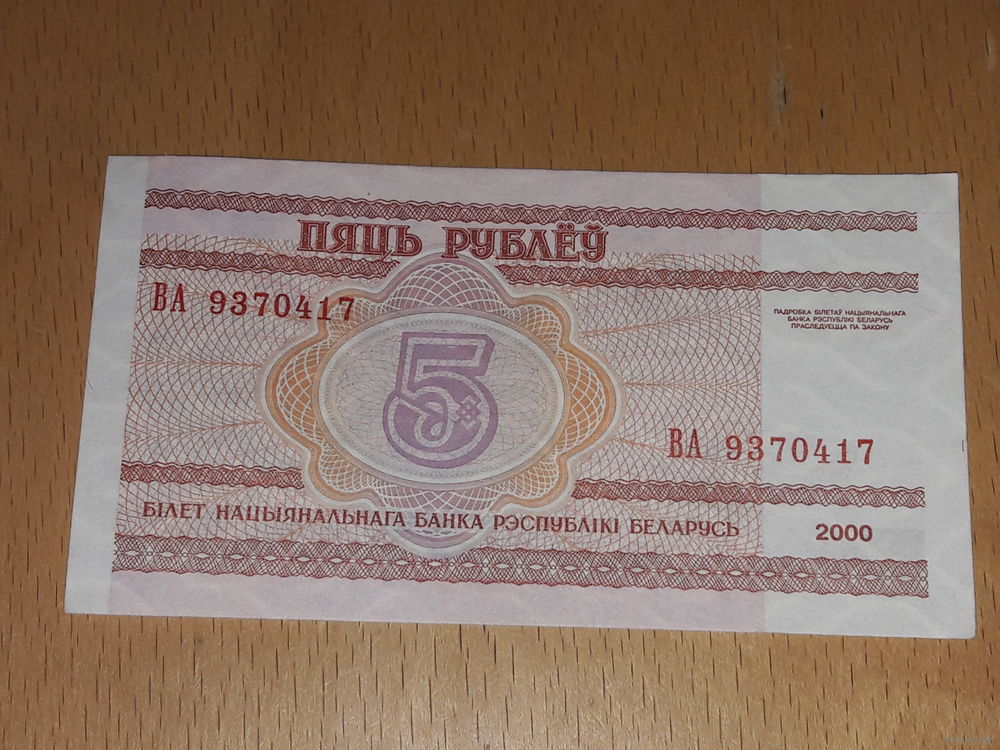 ПЯЦЬ РУБЛЁЎ
ВА 9370417
ПАДРОБКА БІЛЕТАЎ НАЦЫЯНАЛЬНАГА
БАНКА РЭСПУБЛІКІ БЕЛАРУСЬ
ПРАСЛЕДУЕЦЦА ПА ЗАКОНУ
5
ВА 9370417
БІЛЕТ НАЦЫЯНАЛЬНАГА БАНКА РЭСПУБЛІКІ БЕЛАРУСЬ
2000